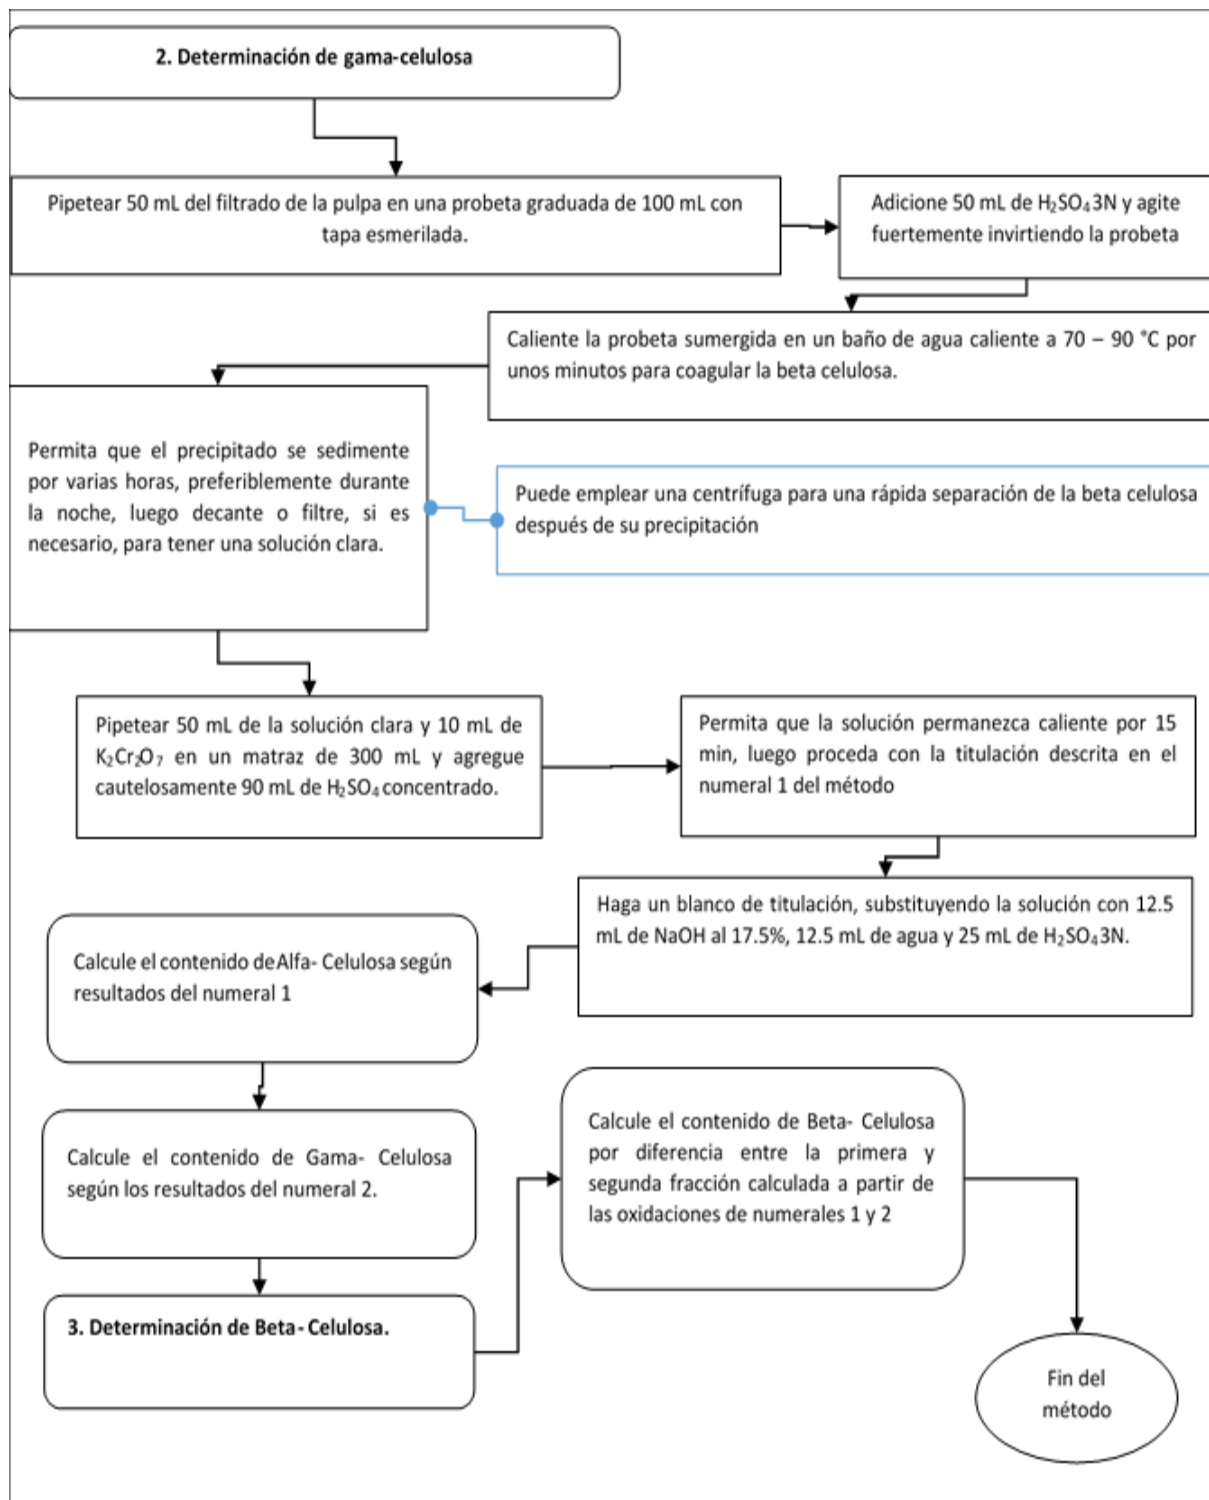 2. Determinación de gama-celulosa
Pipetear 50 mL del filtrado de la pulpa en una probeta graduada de 100 mL con
tapa esmerilada.
Adicione 50 mL de H₂SO₄ 3N y agite
fuertemente invirtiendo la probeta
Caliente la probeta sumergida en un baño de agua caliente a 70 – 90 °C por
unos minutos para coagular la beta celulosa.
Permita que el precipitado se sedimente
por varias horas, preferiblemente durante
la noche, luego decante o filtre, si es
necesario, para tener una solución clara.
Puede emplear una centrífuga para una rápida separación de la beta celulosa
después de su precipitación
Pipetear 50 mL de la solución clara y 10 mL de
K₂Cr₂O₇ en un matraz de 300 mL y agregue
cautelosamente 90 mL de H₂SO₄ concentrado.
Permita que la solución permanezca caliente por 15
min, luego proceda con la titulación descrita en el
numeral 1 del método
Haga un blanco de titulación, substituyendo la solución con 12.5
mL de NaOH al 17.5%, 12.5 mL de agua y 25 mL de H₂SO₄ 3N.
Calcule el contenido de Alfa- Celulosa según
resultados del numeral 1
Calcule el contenido de Gama- Celulosa
según los resultados del numeral 2.
3. Determinación de Beta- Celulosa.
Calcule el contenido de Beta- Celulosa
por diferencia entre la primera y
segunda fracción calculada a partir de
las oxidaciones de numerales 1 y 2
Fin del
método